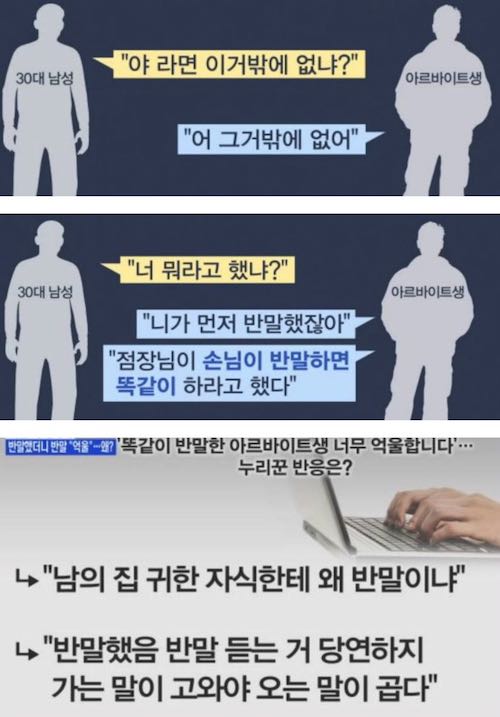 30대 남성
"야 라면 이거밖에 없냐?"
아르바이트생
"어 그거밖에 없어"
30대 남성
"너 뭐라고 했냐?"
아르바이트생
"니가 먼저 반말했잖아"
"점장님이 손님이 반말하면
똑같이 하라고 했다"
반말했더니 반말 "억울"…왜?
'똑같이 반말한 아르바이트생 너무 억울합니다'…
누리꾼 반응은?
↳"남의 집 귀한 자식한테 왜 반말이냐"
↳"반말했음 반말 듣는 거 당연하지
가는 말이 고와야 오는 말이 곱다"